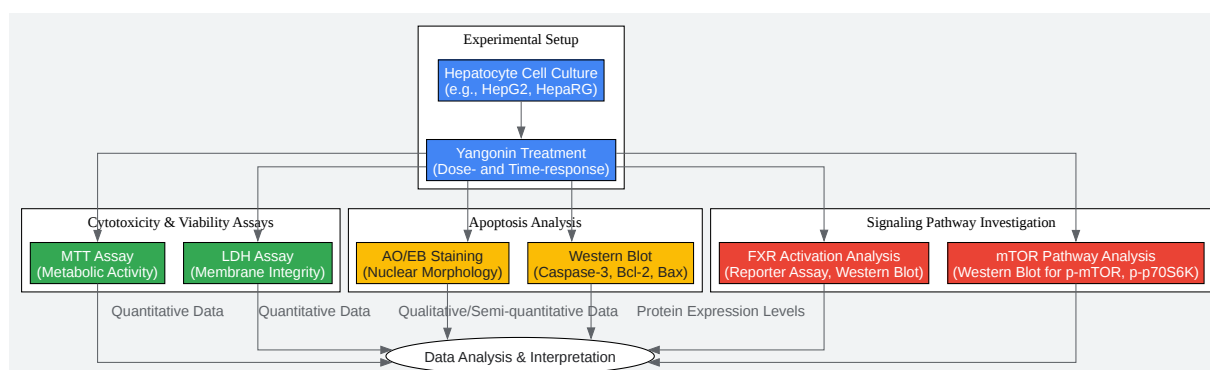 Experimental Setup
Hepatocyte Cell Culture
(e.g., HepG2, HepaRG)
Yangonin Treatment
(Dose- and Time-response)
Cytotoxicity & Viability Assays
MTT Assay
(Metabolic Activity)
LDH Assay
(Membrane Integrity)
Apoptosis Analysis
AO/EB Staining
(Nuclear Morphology)
Western Blot
(Caspase-3, Bcl-2, Bax)
Signaling Pathway Investigation
FXR Activation Analysis
(Reporter Assay, Western Blot)
mTOR Pathway Analysis
(Western Blot for p-mTOR, p-p70S6K)
Quantitative Data
Quantitative Data
Qualitative/Semi-quantitative Data
Protein Expression Levels
Data Analysis & Interpretation